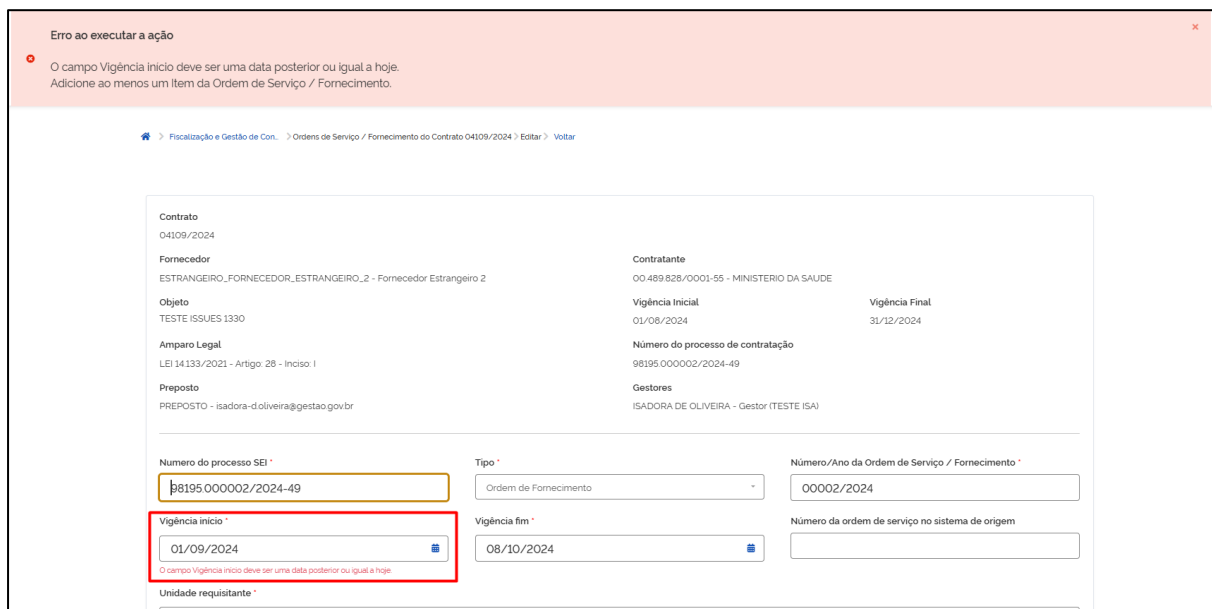 Erro ao executar a ação
O campo Vigência início deve ser uma data posterior ou igual a hoje.
Adicione ao menos um Item da Ordem de Serviço / Fornecimento.
> Fiscalização e Gestão de Con... > Ordens de Serviço / Fornecimento do Contrato 04109/2024 > Editar > Voltar
Contrato
04109/2024
Fornecedor
Contratante
ESTRANGEIRO_FORNECEDOR_ESTRANGEIRO_2 - Fornecedor Estrangeiro 2
00.489.828/0001-55 - MINISTERIO DA SAUDE
Objeto
Vigência Inicial
Vigência Final
TESTE ISSUES 1330
01/08/2024
31/12/2024
Amparo Legal
Número do processo de contratação
LEI 14.133/2021 - Artigo: 28 - Inciso: I
98195.000002/2024-49
Preposto
Gestores
PREPOSTO - isadora-d.oliveira@gestao.gov.br
ISADORA DE OLIVEIRA - Gestor (TESTE ISA)
Numero do processo SEI *
Tipo *
Número/Ano da Ordem de Serviço / Fornecimento *
98195.000002/2024-49
Ordem de Fornecimento
00002/2024
Vigência início *
Vigência fim *
Número da ordem de serviço no sistema de origem
01/09/2024
08/10/2024
O campo Vigência início deve ser uma data posterior ou igual a hoje.
Unidade requisitante *